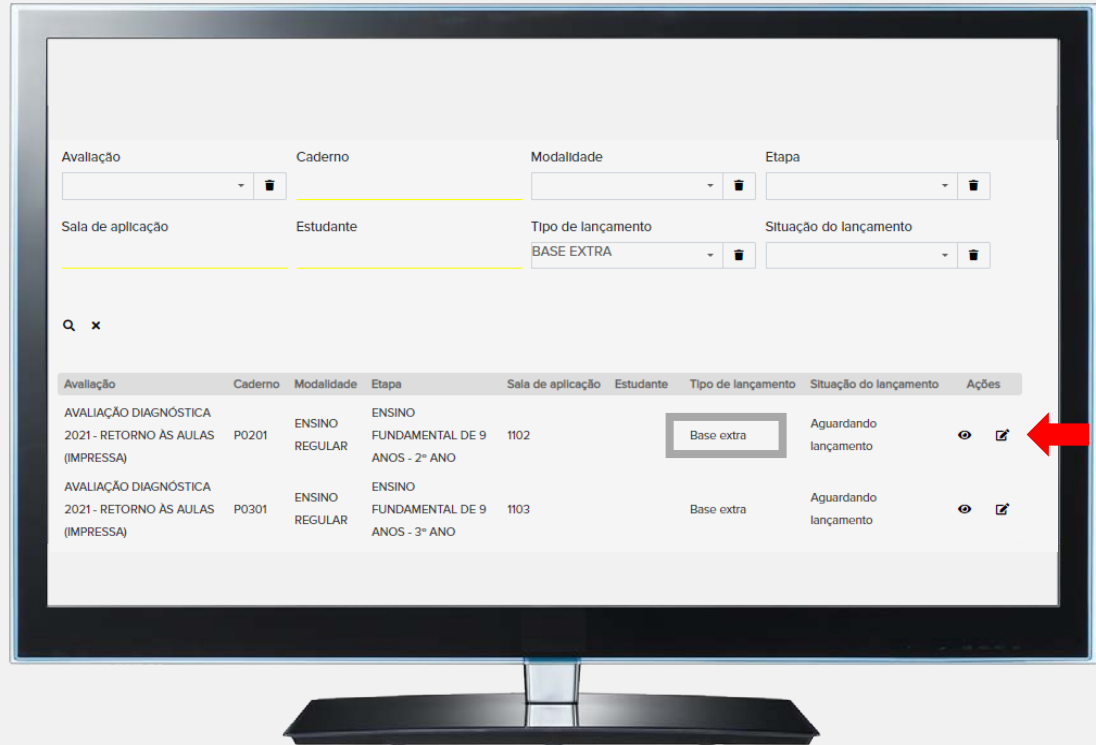 Avaliação Caderno Modalidade Etapa
Sala de aplicação Estudante Tipo de lançamento Situação do lançamento
BASE EXTRA
Avaliação Caderno Modalidade Etapa Sala de aplicação Estudante Tipo de lançamento Situação do lançamento Ações
AVALIAÇÃO DIAGNÓSTICA
2021 - RETORNO ÀS AULAS
(IMPRESSA)
P0201
ENSINO
REGULAR
ENSINO
FUNDAMENTAL DE 9
ANOS - 2º ANO
1102
Base extra
Aguardando
lançamento
AVALIAÇÃO DIAGNÓSTICA
2021 - RETORNO ÀS AULAS
(IMPRESSA)
P0301
ENSINO
REGULAR
ENSINO
FUNDAMENTAL DE 9
ANOS - 3º ANO
1103
Base extra
Aguardando
lançamento